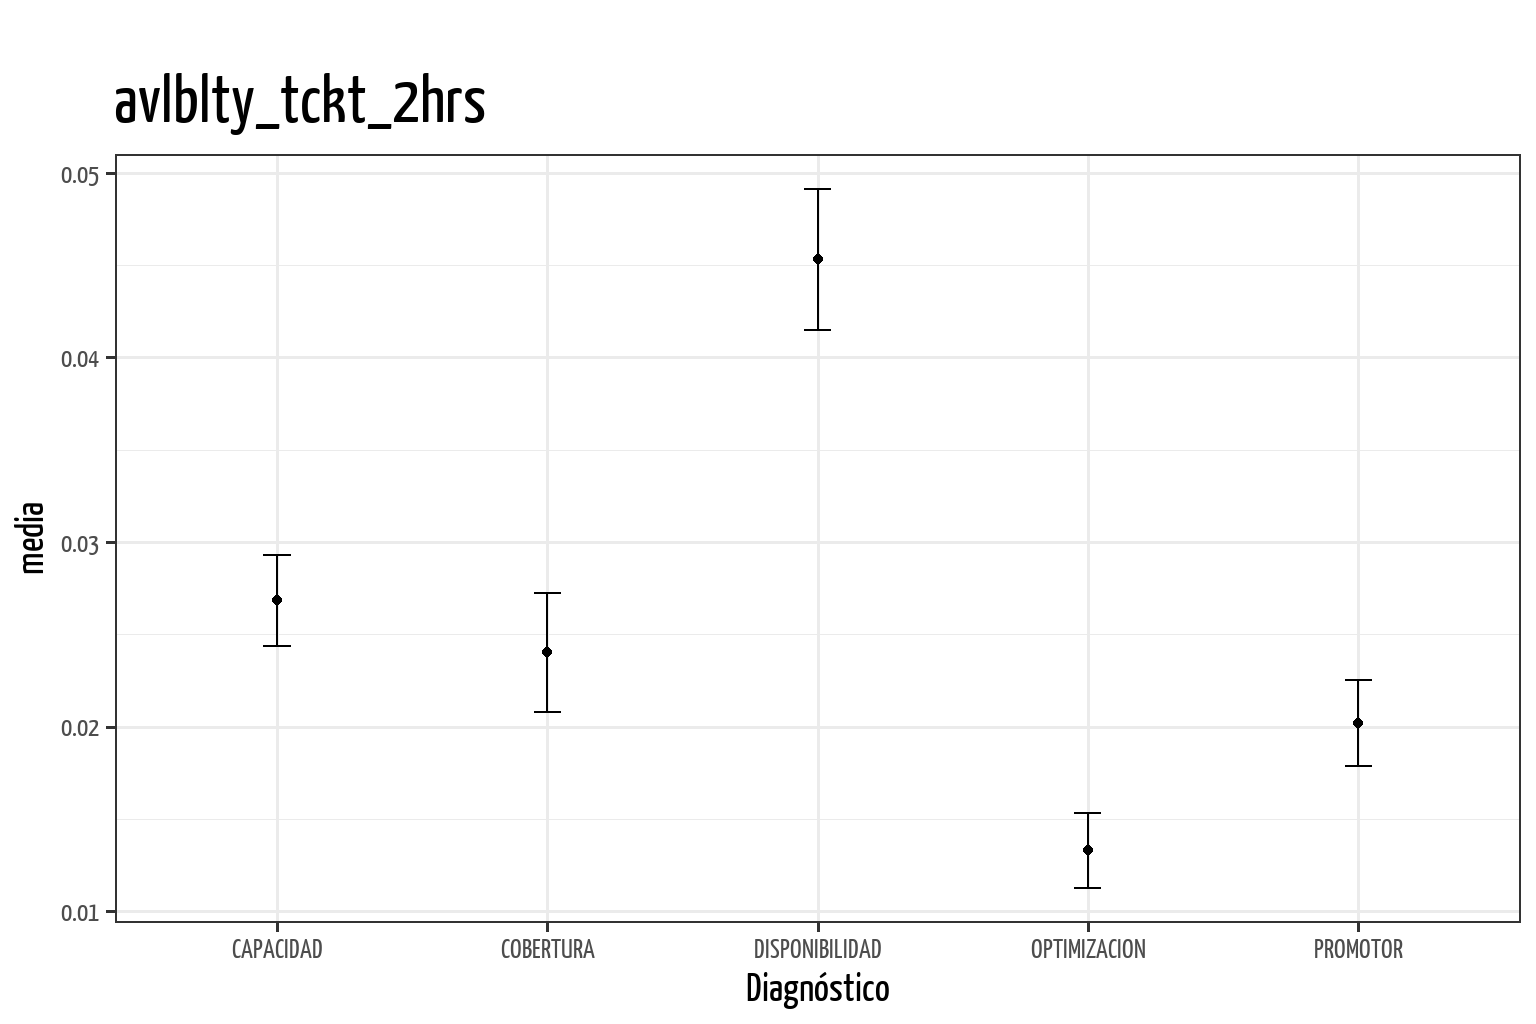 avlblty_tckt_2hrs
0.05
0.04
0.03
0.02
0.01
media
CAPACIDAD COBERTURA DISPONIBILIDAD OPTIMIZACION PROMOTOR
Diagnóstico